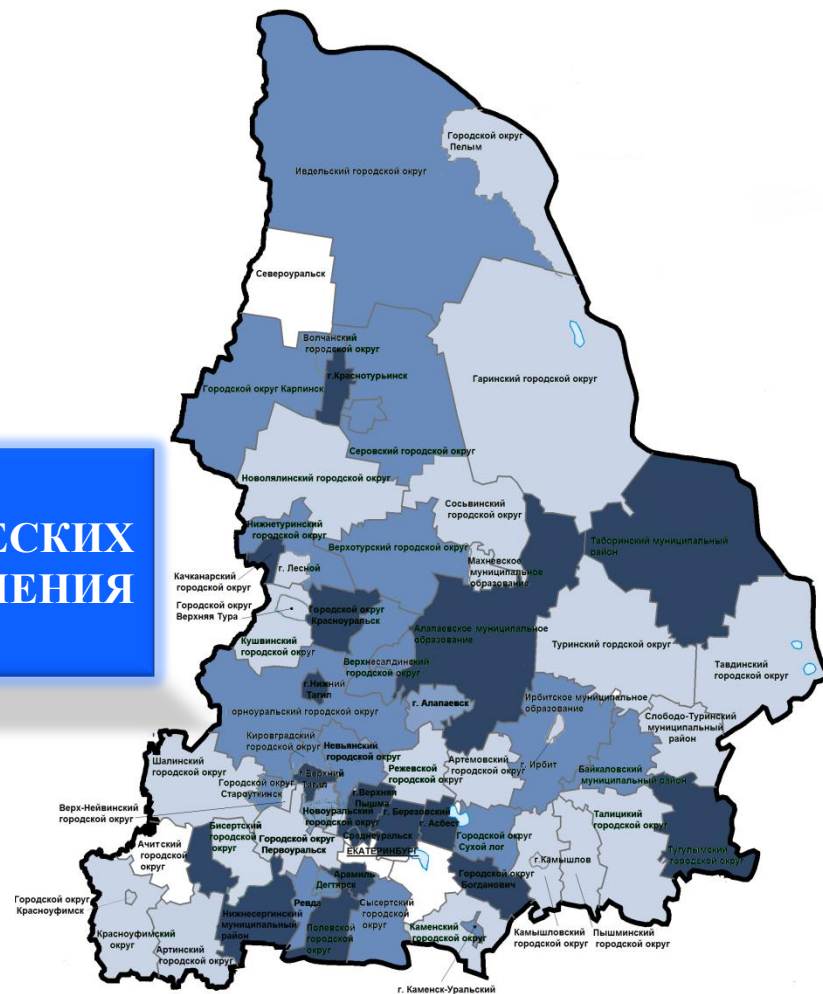 Городской округ
Пелым
Ивдельский городской округ
Североуральск
Волчанский
городской округ
г.Краснотурьинск
Городской округ Карпинск
Гаринский городской округ
Серовский городской округ
Новолялинский городской округ
Сосьвинский
городской округ
ЕСКИХ
ЛЕНИЯ
Нижнетуринский
городской округ
Верхотурский городской округ
Таборинский муниципальный
район
Махневское
муниципальное
образование
г. Лесной
Качканарский
городской округ
Городской округ
Верхняя Тура
Городской округ
Красноуральск
Алапаевское муниципальное
образование
Кушвинский
городской округ
Туринский гордской округ
Верхнесалдинский
городской округ
Тавдинский
городской округ
г.Нижний
Тагил
г. Алапаевск
Ирбитское муниципальное
образование
орноуральский городской округ
Слободо-Туринский
муниципальный
район
Кировградский
городской округ
Невьянский
городской округ
Шалинский
городской округ
Режевской
городской округ
Артемовский
городской округ
г. Ирбит
Байкаловский
муниципальный район
г.Верхний
Тагил
Городской округ
Староуткинск
г.Верхняя
Пышма
Верх-Нейвинский
городской округ
Новоуральский
городской округ
г. Березовский
г. Асбест
Талицикий
городской округ
Бисертский
городской
округ
Городской округ
Первоуральск
Среднеуральск
Городской округ
Сухой лог
Тугулымский
городской округ
Ачитский
городской
округ
ЕКАТЕРИНБУРГ
г.Камышлов
Арамиль
Дегтярск
Городской округ
Богданович
Городской округ
Красноуфимск
Ревда
Сысертский
городской
округ
Нижнесергинский
муниципальный
район
Полевской
городской
округ
Каменский
городской округ
Камышловский
городской округ
Пышминский
городской округ
Красноуфимский
округ
Артинский
городской округ
г. Каменск-Уральский